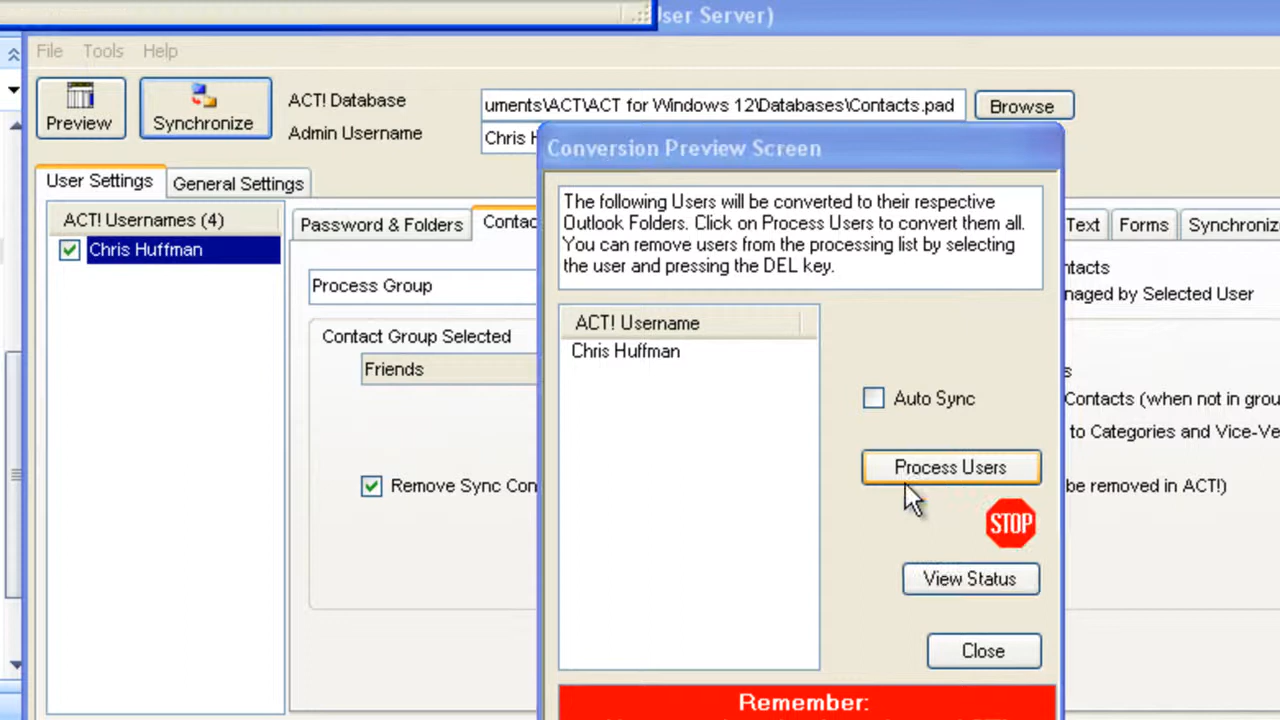 User Server)
File Tools Help
Preview
Synchronize
ACT! Database
uments\ACT\ACT for Windows 12\Databases\Contacts.pad
Browse
Admin Username
Chris H
User Settings
General Settings
ACT! Usernames (4)
Chris Huffman
Password & Folders
Contac
Text
Forms
Synchroniz
Process Group
Contact Group Selected
Friends
Remove Sync Con
Conversion Preview Screen
The following Users will be converted to their respective
Outlook Folders. Click on Process Users to convert them all.
You can remove users from the processing list by selecting
the user and pressing the DEL key.
ACT! Username
Chris Huffman
Auto Sync
Process Users
STOP
View Status
Close
Remember:
ntacts
naged by Selected User
s
Contacts (when not in grou
to Categories and Vice-Ve
be removed in ACT!)